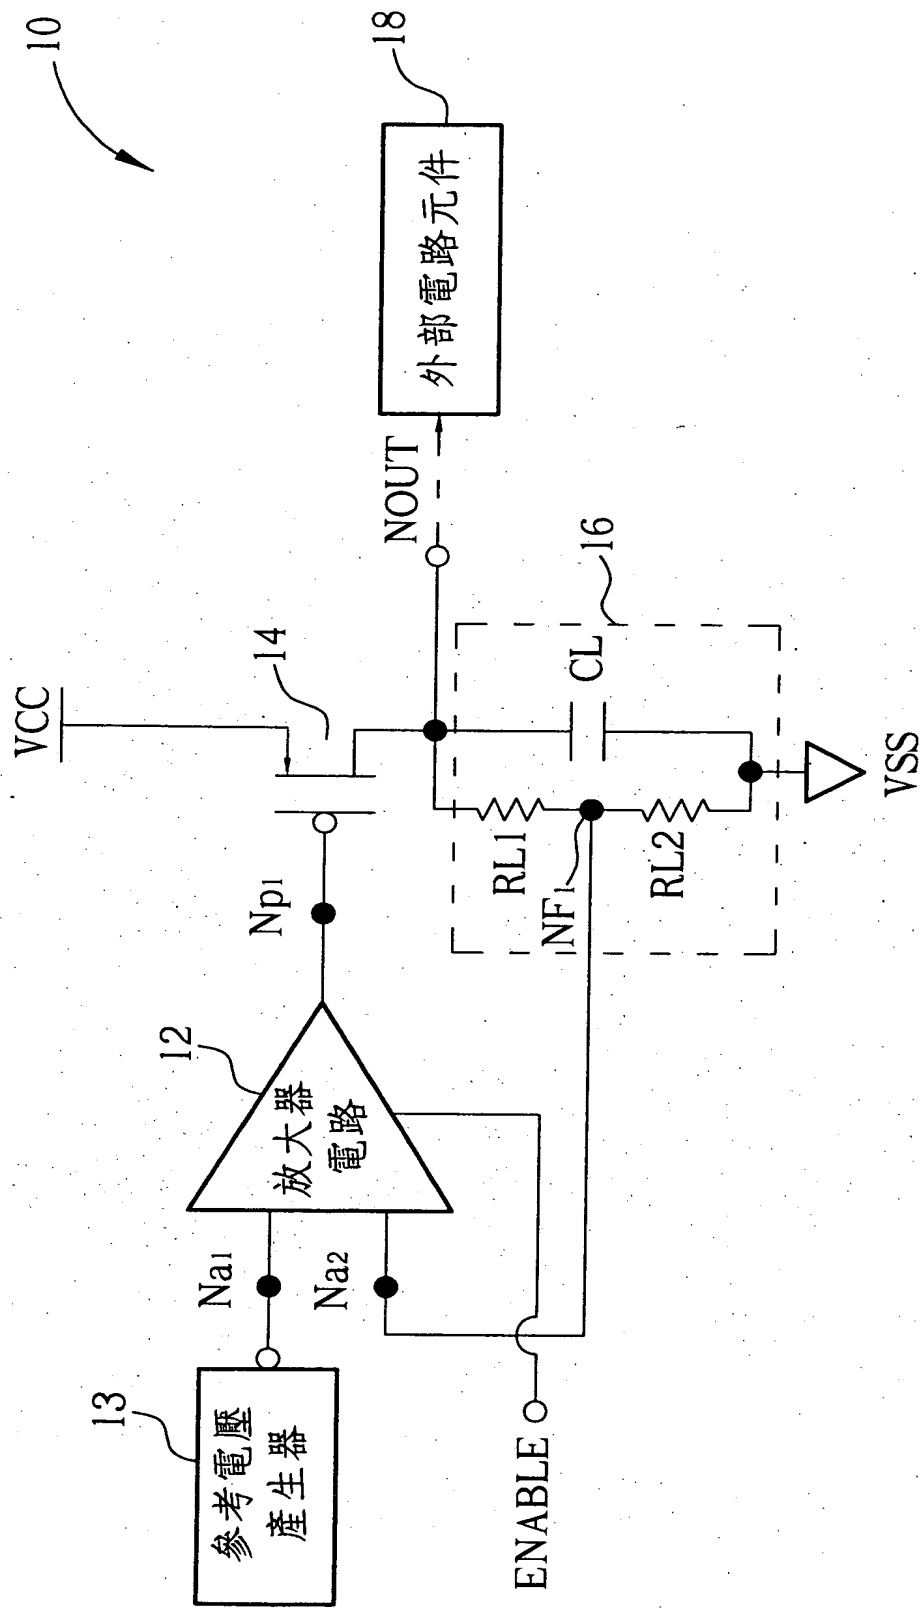 10
VCC
14
18
外部電路元件
NOUT
12
放大器
電路
Np1
13
參考電壓
產生器
Na1
Na2
ENABLE
RL1
NF1
RL2
CL
16
VSS